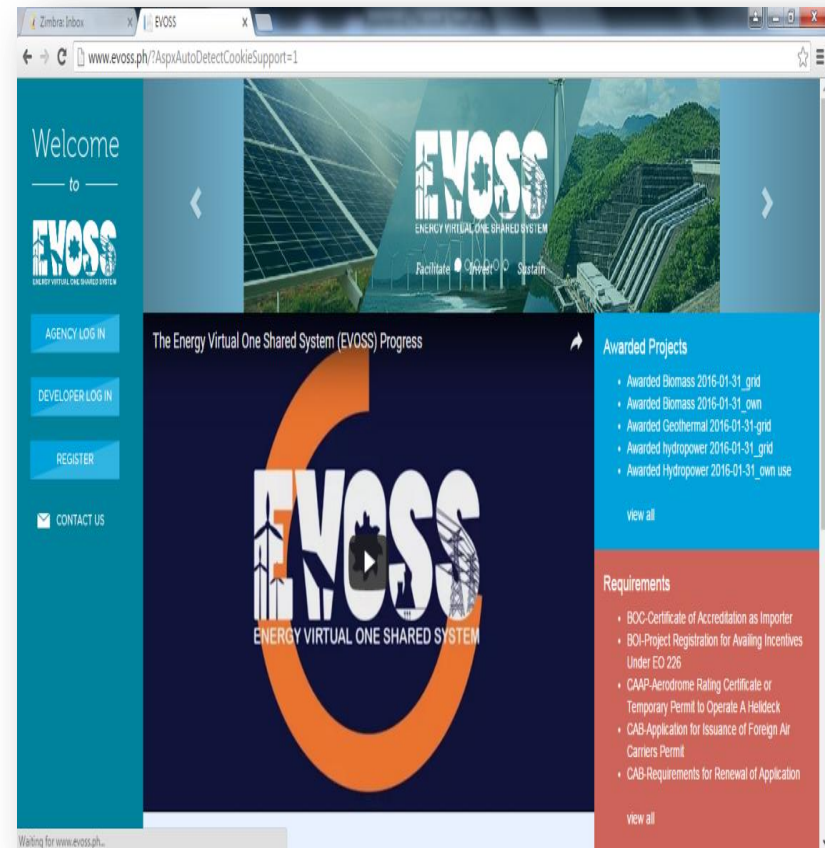 Zimbra: Inbox
EVOSS
www.evoss.ph/?AspxAutoDetectCookieSupport=1
Welcome
to
EVOSS
ENERGY VIRTUAL ONE SHARED SYSTEM
AGENCY LOG IN
DEVELOPER LOG IN
REGISTER
CONTACT US
EVOSS
ENERGY VIRTUAL ONE SHARED SYSTEM
Facilitate Invest Sustain
The Energy Virtual One Shared System (EVOSS) Progress
EVOSS
ENERGY VIRTUAL ONE SHARED SYSTEM
Awarded Projects
• Awarded Biomass 2016-01-31_grid
• Awarded Biomass 2016-01-31_own
• Awarded Geothermal 2016-01-31-grid
• Awarded hydropower 2016-01-31_grid
• Awarded Hydropower 2016-01-31_own use
view all
Requirements
• BOC-Certificate of Accreditation as Importer
• BOI-Project Registration for Availing Incentives
Under EO 226
• CAAP-Aerodrome Rating Certificate or
Temporary Permit to Operate A Helideck
• CAB-Application for Issuance of Foreign Air
Carriers Permit
• CAB-Requirements for Renewal of Application
view all
Waiting for www.evoss.ph...